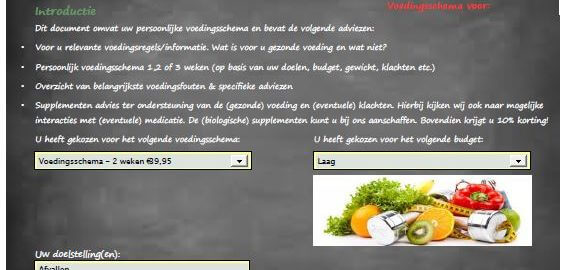 Introductie
Voedingsschema voor:
Dit document omvat uw persoonlijke voedingsschema en bevat de volgende adviezen:
• Voor u relevante voedingsregels/informatie. Wat is voor u gezonde voeding en wat niet?
• Persoonlijk voedingsschema 1,2 of 3 weken (op basis van uw doelen, budget, gewicht, klachten etc.)
• Overzicht van belangrijkste voedingsfouten & specifieke adviezen
• Supplementen advies ter ondersteuning van de (gezonde) voeding en (eventuele) klachten. Hierbij kijken wij ook naar mogelijke
interacties met (eventuele) medicatie. De (biologische) supplementen kunt u bij ons aanschaffen. Bovendien krijgt u 10% korting!
U heeft gekozen voor het volgende voedingsschema:
Voedingsschema – 2 weken €39,95
U heeft gekozen voor het volgende budget:
Laag
Uw doelstelling(en):
Afvallen